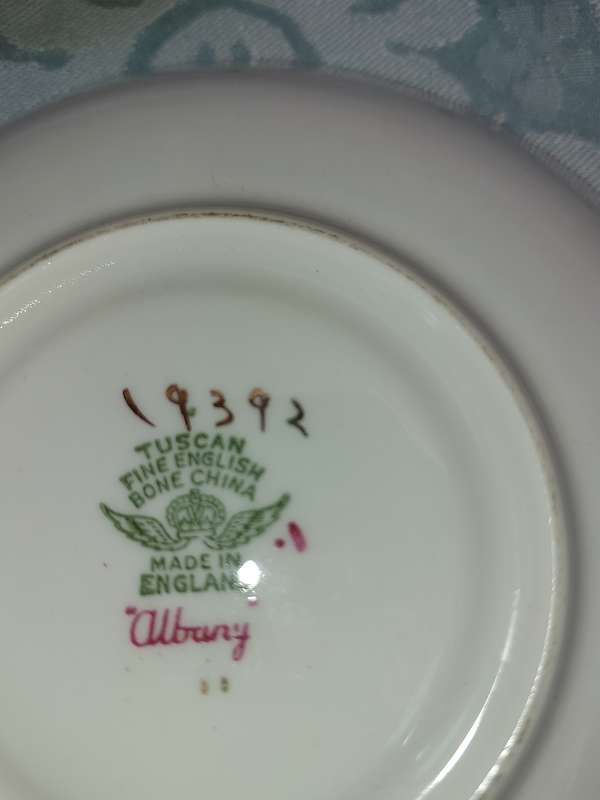 19392
TUSCAN
FINE ENGLISH
BONE CHINA
MADE IN
ENGLAND
"Albany"